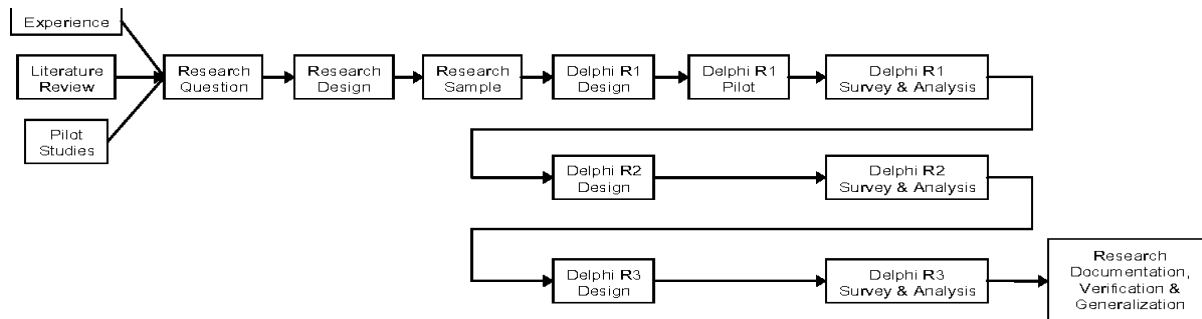 Experience
Literature
Review
Pilot
Studies
Research
Question
Research
Design
Research
Sample
Delphi R1
Design
Delphi R1
Pilot
Delphi R1
Survey & Analysis
Delphi R2
Design
Delphi R2
Survey & Analysis
Delphi R3
Design
Delphi R3
Survey & Analysis
Research
Documentation,
Verification &
Generalization